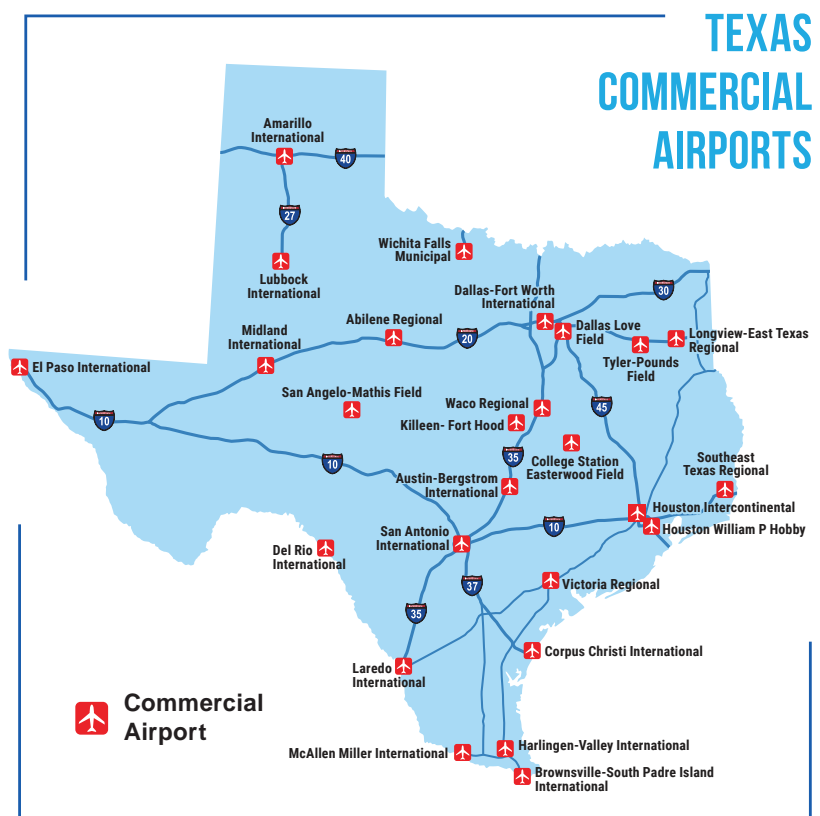 TEXAS
COMMERCIAL
AIRPORTS
Amarillo
International
40
27
Lubbock
International
Wichita Falls
Municipal
Dallas-Fort Worth
International
30
Abilene Regional
20
Dallas Love
Field
Longview-East Texas
Regional
Tyler-Pounds
Field
Midland
International
El Paso International
San Angelo-Mathis Field
Waco Regional
Killeen- Fort Hood
45
10
10
35
College Station
Easterwood Field
Southeast
Texas Regional
Austin-Bergstrom
International
Houston Intercontinental
Houston William P Hobby
San Antonio
International
10
Del Rio
International
37
Victoria Regional
35
Corpus Christi International
Laredo
International
Commercial
Airport
McAllen Miller International
Harlingen-Valley International
Brownsville-South Padre Island
International